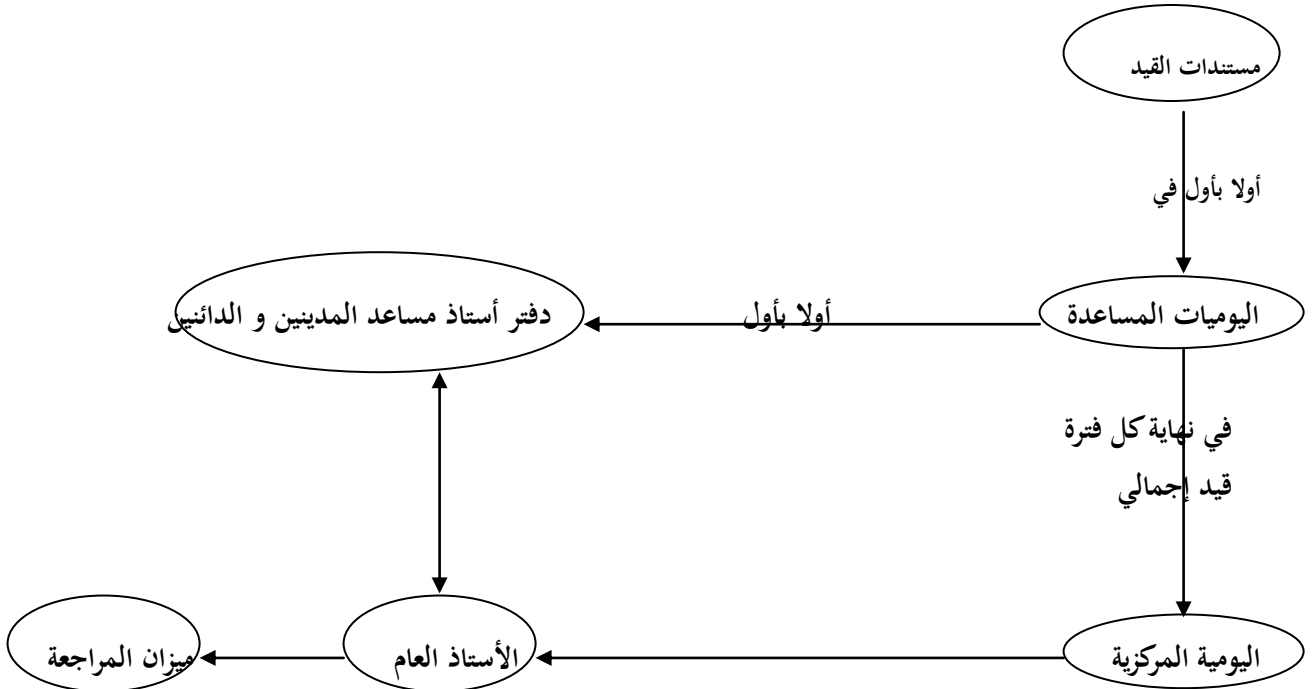 مستندات القيد
أولا بأول في
اليوميات المساعدة
أولا بأول
دفتر أستاذ مساعد المدينين و الدائنين
في نهاية كل فترة
قيد إجمالي
اليومية المركزية
الأستاذ العام
ميزان المراجعة